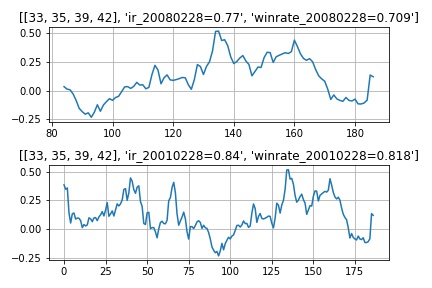 [[33, 35, 39, 42], 'ir_20080228=0.77', 'winrate_20080228=0.709']
0.50
0.25
0.00
−0.25
80 100 120 140 160 180
[[33, 35, 39, 42], 'ir_20010228=0.84', 'winrate_20010228=0.818']
0.50
0.25
0.00
−0.25
0 25 50 75 100 125 150 175